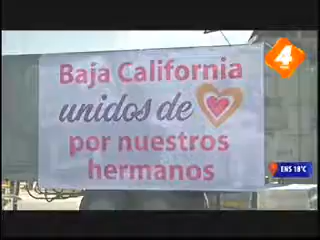 4
Baja California
unidos de
por nuestros
hermanos
ENS 18°C